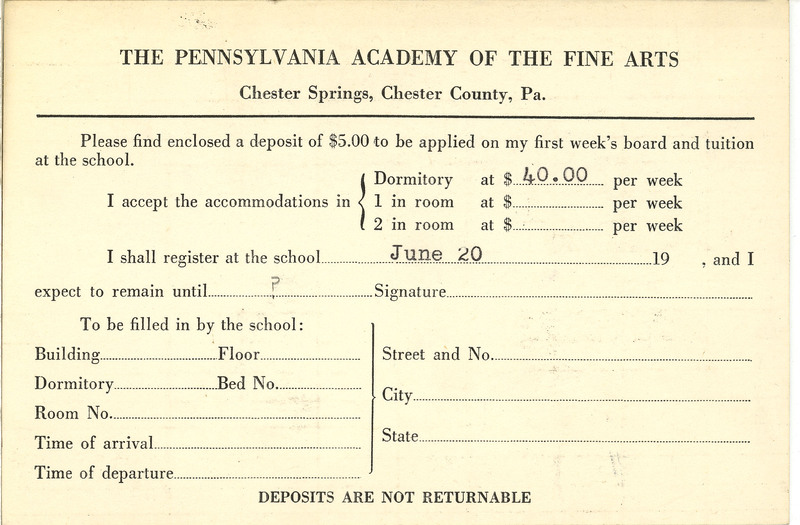 THE PENNSYLVANIA ACADEMY OF THE FINE ARTS
Chester Springs, Chester County, Pa.
Please find enclosed a deposit of $5.00 to be applied on my first week's board and tuition
at the school.
I accept the accommodations in { Dormitory at $ 40.00 per week
1 in room at $ per week
2 in room at $ per week
I shall register at the school June 20 19 , and I
expect to remain until ? Signature
To be filled in by the school:
Building Floor
Dormitory Bed No.
Room No.
Time of arrival
Time of departure
Street and No.
City
State
DEPOSITS ARE NOT RETURNABLE